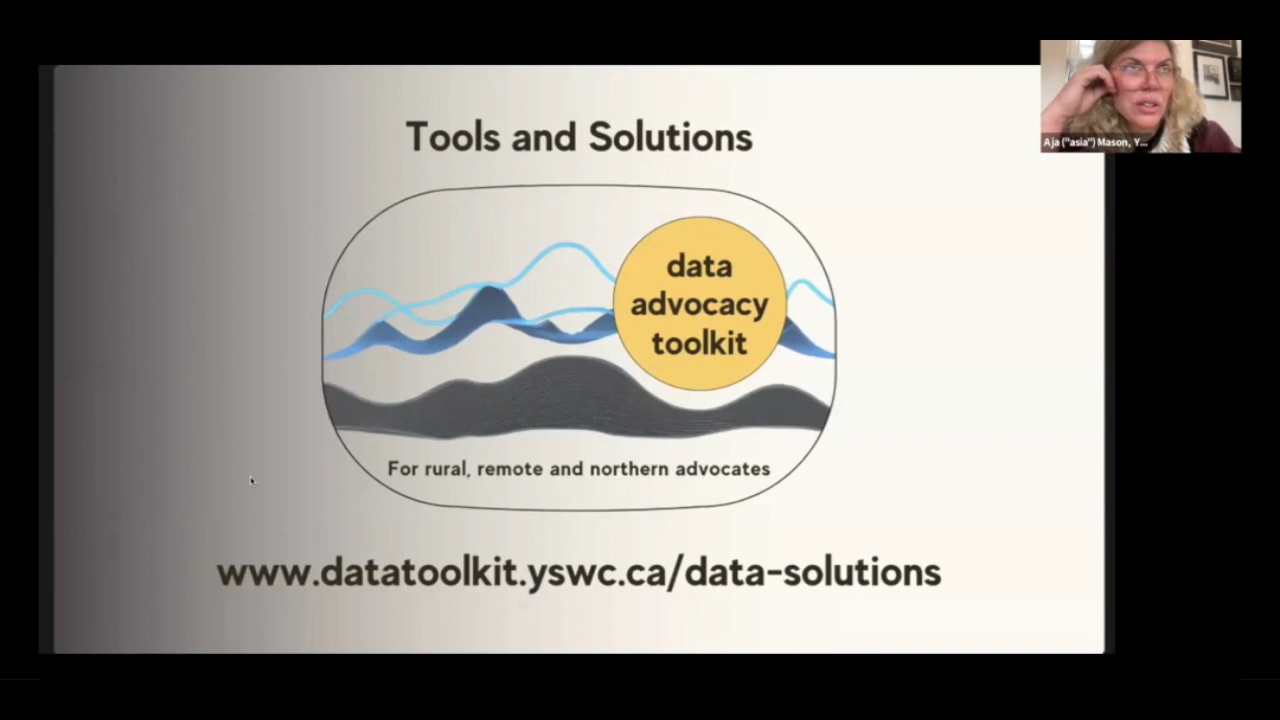 Tools and Solutions
data
advocacy
toolkit
For rural, remote and northern advocates
www.datatoolkit.yswc.ca/data-solutions
Aja ("asia") Mason, Y...